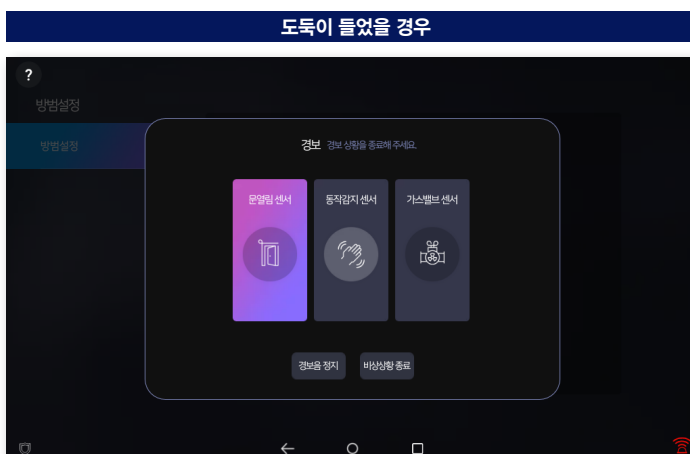 도둑이 들었을 경우
?
방범설정
방범설정
경보 경보 상황을 종료해 주세요.
문열림 센서 동작감지 센서 가스밸브 센서
경보음 정지 비상상황 종료